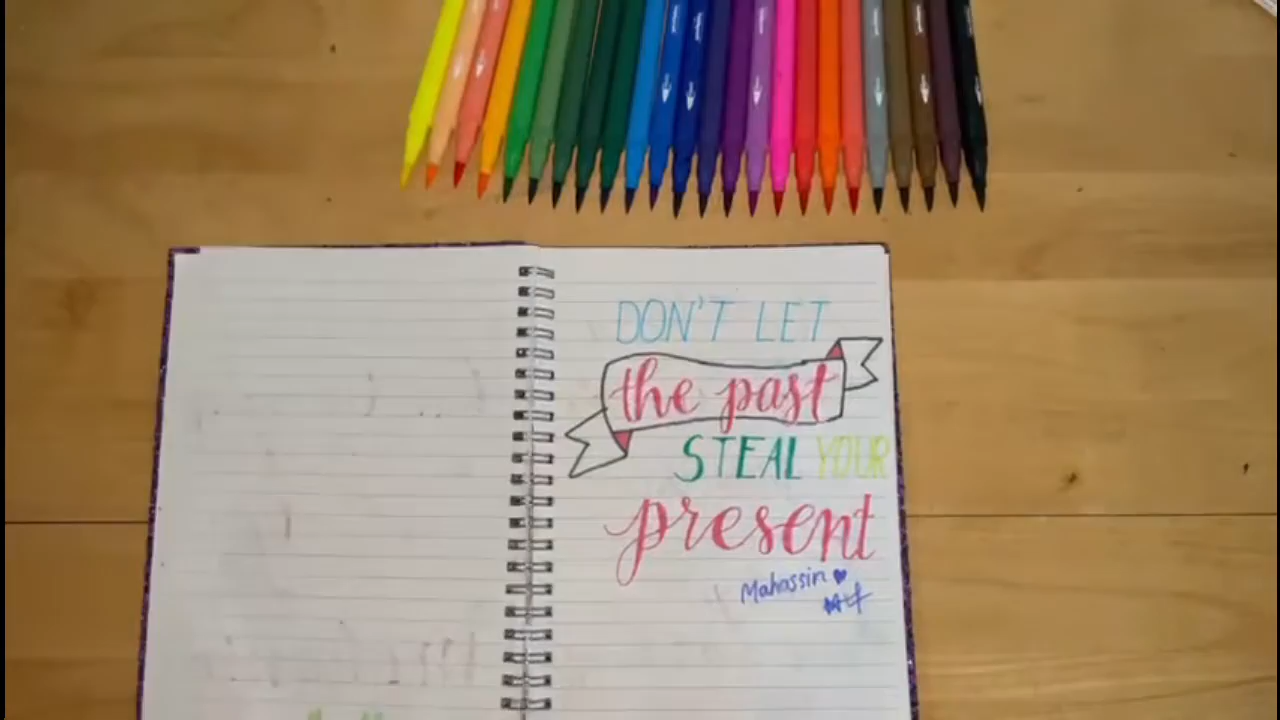 DON'T LET
the past
STEAL YOUR
present
Mahassin